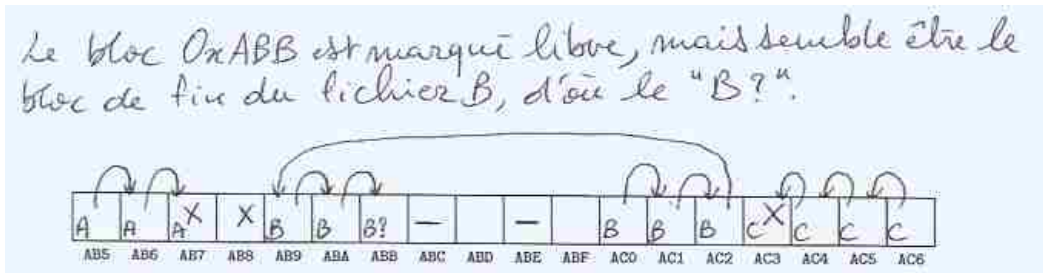 Le bloc 0xABB est marqué libre, mais semble être le
bloc de fin du fichier B, d'où le "B?".
A A A X X B B B? — — B B B C X C C C
AB5 AB6 AB7 AB8 AB9 ABA ABB ABC ABD ABE ABF AC0 AC1 AC2 AC3 AC4 AC5 AC6